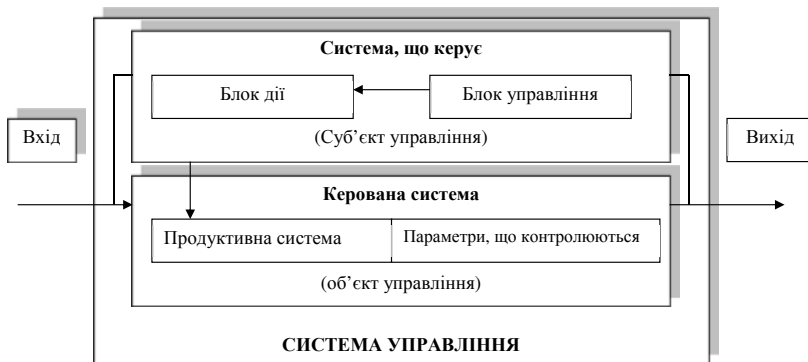 Система, що керує
Блок дії
Блок управління
(Суб’єкт управління)
Вхід
Вихід
Керована система
Продуктивна система
Параметри, що контролюються
(об’єкт управління)
СИСТЕМА УПРАВЛІННЯ